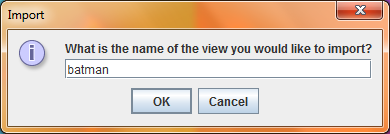 Import
What is the name of the view you would like to import?
batman
OK Cancel